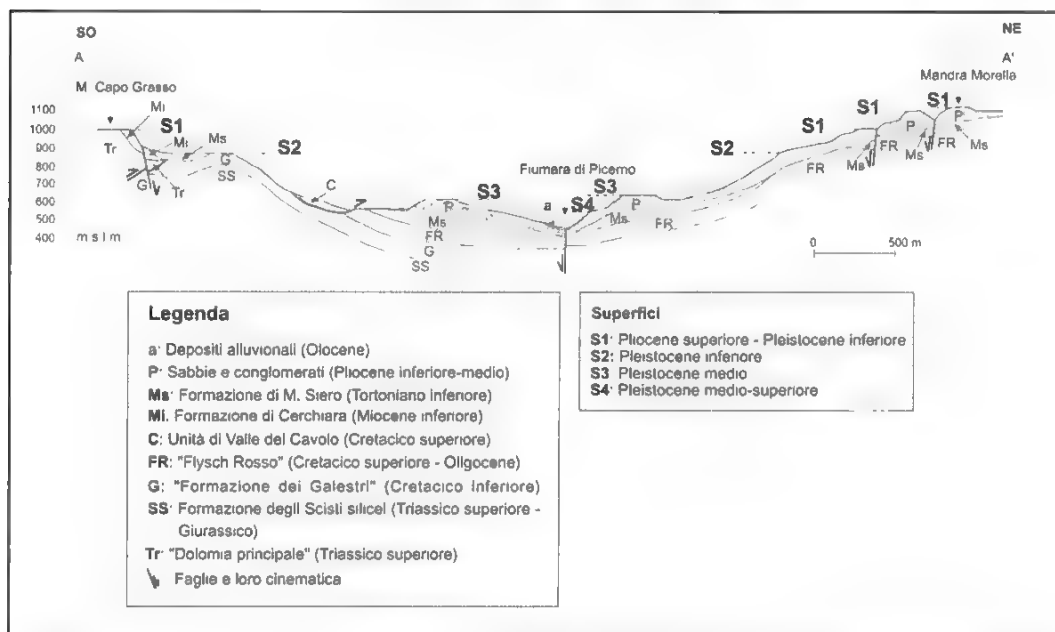 SO
NE
A
A'
M Capo Grasso
Mandra Morella
Mi
1100
S1
S1
1000
S1
Ms
P
P
Tr
Mi
S1
FR
Ms
FR
Ms
900
S2
S2
Ms
G
FR
800
SS
Fiumara di Picerno
Tr
700
G
C
S3
S3
600
P
a
S4
P
500
Ms
Ms
FR
FR
400
m s l m
G
SS
0
500 m
Legenda
a· Depositi alluvionali (Olocene)
P· Sabbie e conglomerati (Pliocene inferiore-medio)
Ms· Formazione di M. Siero (Tortoniano inferiore)
Mi. Formazione di Cerchiara (Miocene inferiore)
C: Unità di Valle del Cavolo (Cretacico superiore)
FR: "Flysch Rosso" (Cretacico superiore - Oligocene)
G: "Formazione dei Galestri" (Cretacico Inferiore)
SS· Formazione degli Scisti silicei (Triassico superiore -
Giurassico)
Tr· "Dolomia principale" (Triassico superiore)
Faglie e loro cinematica
Superfici
S1· Pliocene superiore - Pleistocene inferiore
S2: Pleistocene inferiore
S3 Pleistocene medio
S4· Pleistocene medio-superiore